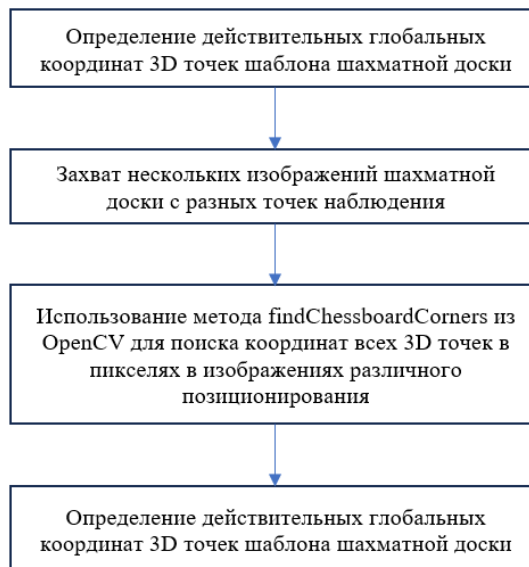 Определение действительных глобальных
координат 3D точек шаблона шахматной доски
Захват нескольких изображений шахматной
доски с разных точек наблюдения
Использование метода findChessboardCorners из
OpenCV для поиска координат всех 3D точек в
пикселях в изображениях различного
позиционирования
Определение действительных глобальных
координат 3D точек шаблона шахматной доски